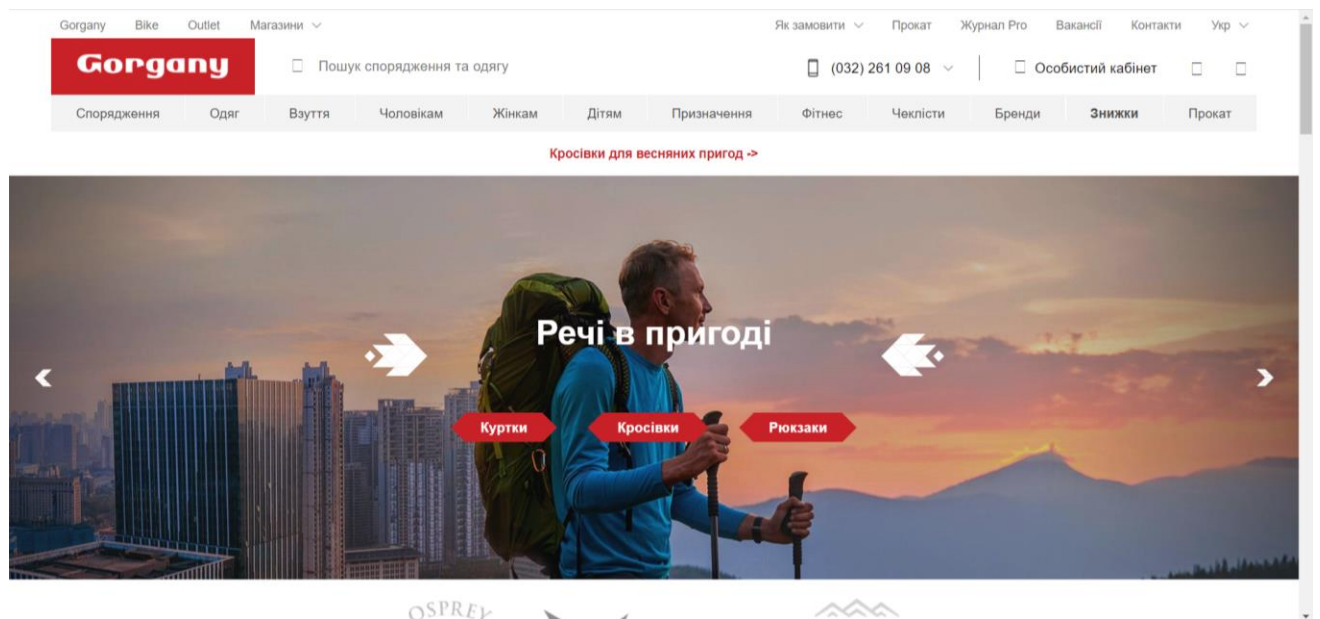 Gorgany Bike Outlet Магазини Як замовити Прокат Журнал Pro Вакансії Контакти Укр
Gorgany Пошук спорядження та одягу (032) 261 09 08 Особистий кабінет
Спорядження Одяг Взуття Чоловікам Жінкам Дітям Призначення Фітнес Чеклісти Бренди Знижки Прокат
Кросівки для весняних пригод ->
Речі в пригоді
Куртки Кросівки Рюкзаки
OSPREY